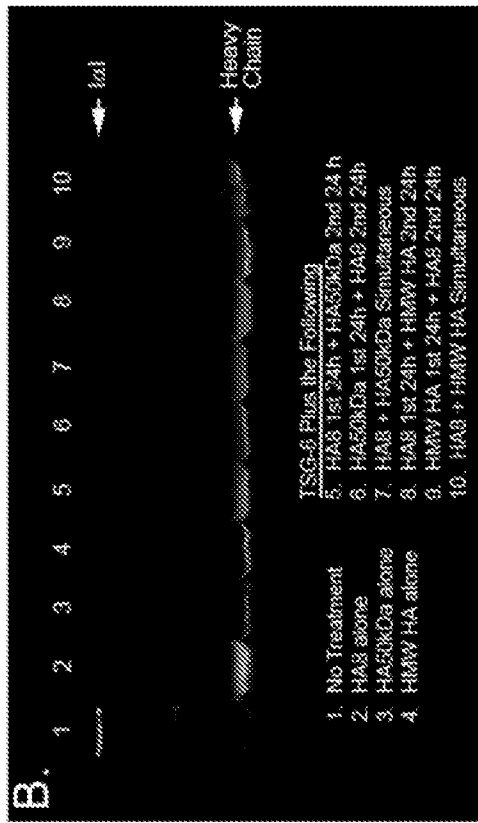 B.
1 2 3 4 5 6 7 8 9 10
IαI
Heavy
Chain
1. No Treatment
2. HA8 alone
3. HA50kDa alone
4. HMW HA alone
TSG-6 Plus the Following
5. HA8 1st 24h + HA50kDa 2nd 24 h
6. HA50kDa 1st 24h + HA8 2nd 24h
7. HA8 + HA50kDa Simultaneous
8. HA8 1st 24h + HMW HA 2nd 24h
9. HMW HA 1st 24h + HA8 2nd 24h
10. HA8 + HMW HA Simultaneous